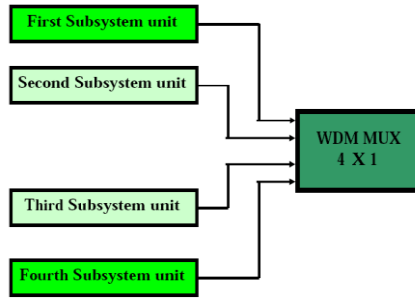 First Subsystem unit
Second Subsystem unit
WDM MUX
4 X 1
Third Subsystem unit
Fourth Subsystem unit